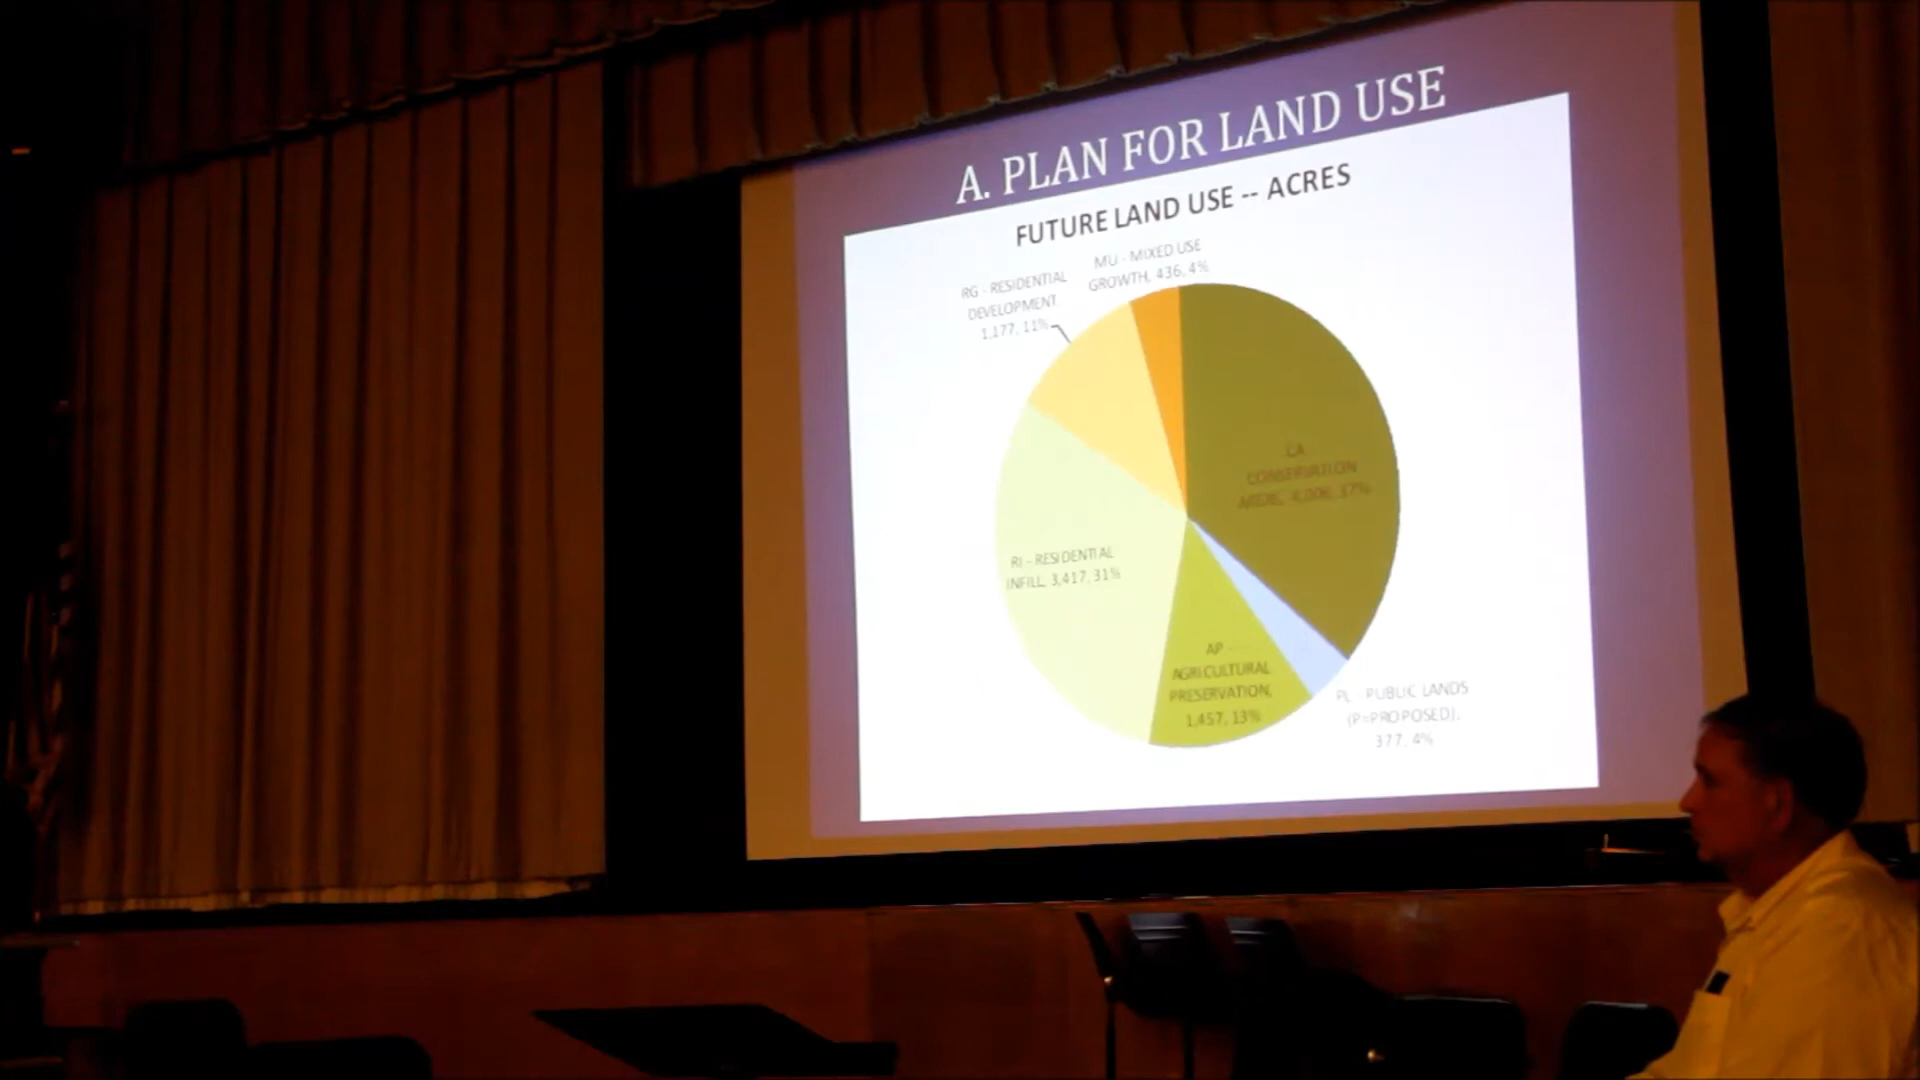 A. PLAN FOR LAND USE
FUTURE LAND USE -- ACRES
MU - MIXED USE
GROWTH, 436, 4%
RG - RESIDENTIAL
DEVELOPMENT,
1,177, 11%
CA
CONSERVATION
AREAS, 4,006, 37%
RI - RESIDENTIAL
INFILL, 3,417, 31%
AP -
AGRICULTURAL
PRESERVATION,
1,457, 13%
PL - PUBLIC LANDS
(P=PROPOSED),
377, 4%